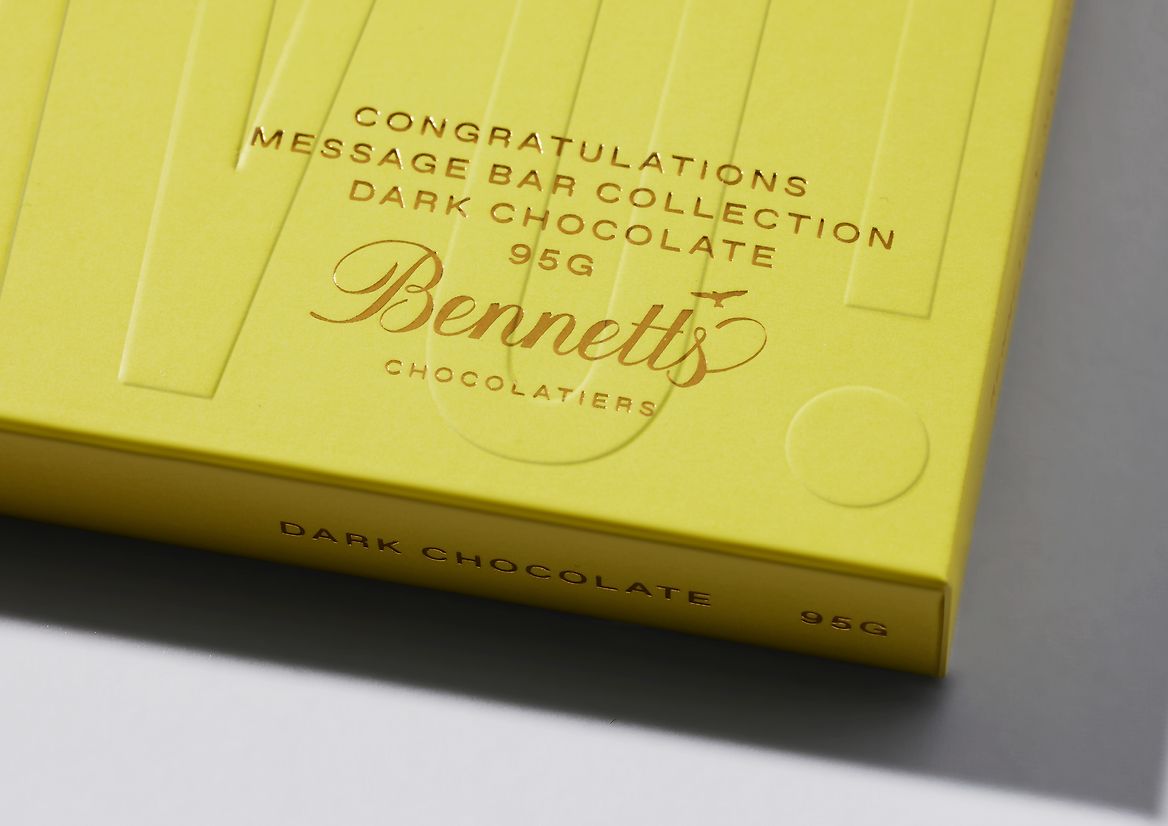 CONGRATULATIONS
MESSAGE BAR COLLECTION
DARK CHOCOLATE
95G
Bennetts
CHOCOLATIERS
DARK CHOCOLATE 95G